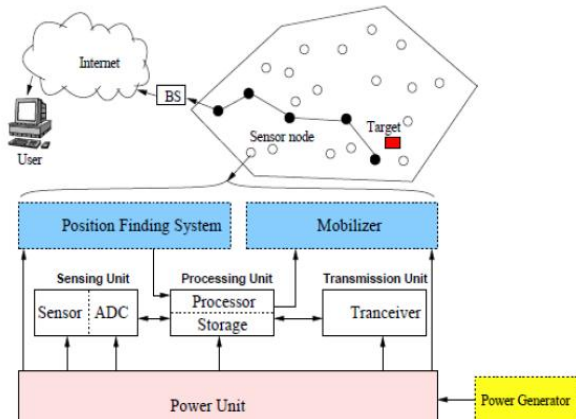 Internet
BS
User
Sensor node
Target
Position Finding System
Mobilizer
Sensing Unit
Processing Unit
Transmission Unit
Sensor
ADC
Processor
Storage
Tranceiver
Power Unit
Power Generator